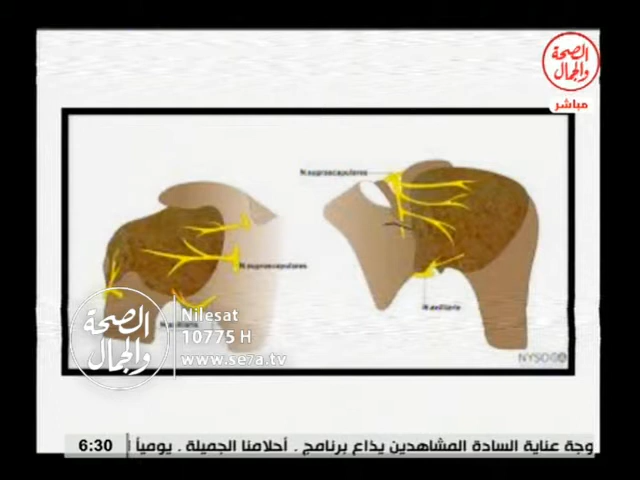 الصحة
والجمال
مباشر
N.suprascapulares
N.suprascapulares
N.axillaris
N.axillaris
NYSORA
الصحة
والجمال
Nilesat
10775 H
www.se7a.tv
6:30
وجة عناية السادة المشاهدين يذاع برنامج . أحلامنا الجميلة . يومياً ا